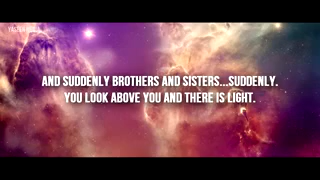 AND SUDDENLY BROTHERS AND SISTERS...SUDDENLY.
YOU LOOK ABOVE YOU AND THERE IS LIGHT.